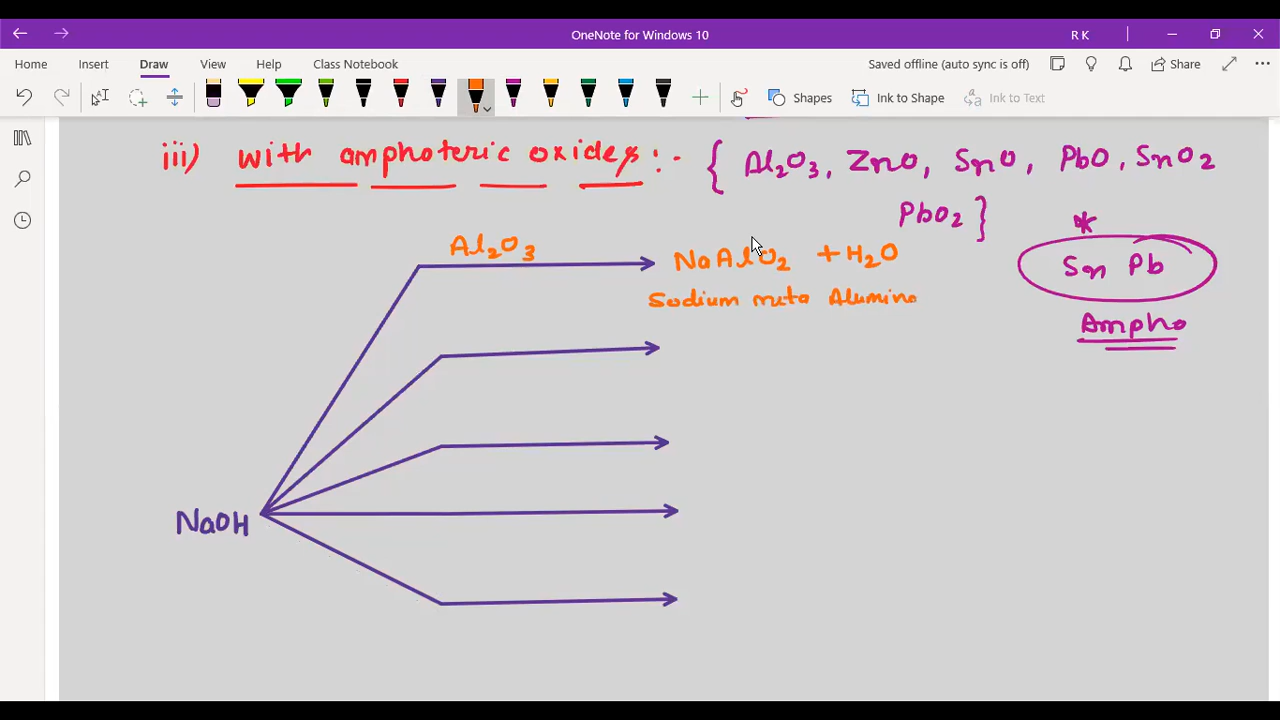 OneNote for Windows 10
R K
Home Insert Draw View Help Class Notebook
Saved offline (auto sync is off)
Share
Shapes
Ink to Shape
Ink to Text
iii) with amphoteric oxides :- { Al2O3, ZnO, SnO, PbO, SnO2
PbO2 }
*
Sn Pb
Ampho
Al2O3
NaAlO2 + H2O
Sodium meta Alumino
NaOH